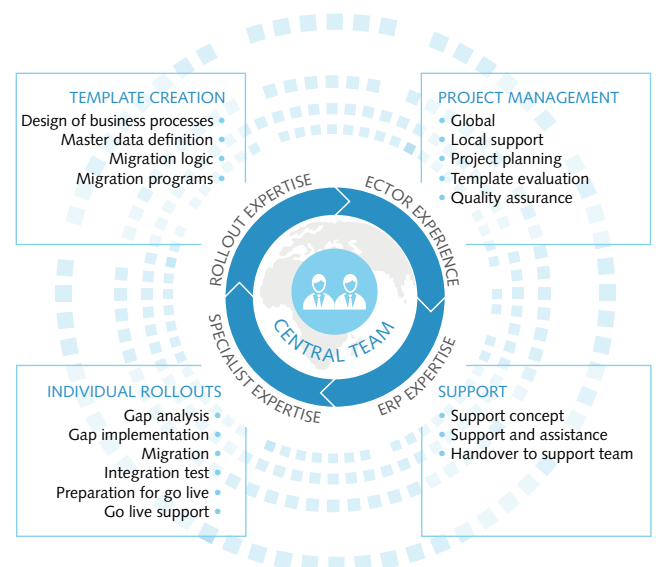 TEMPLATE CREATION
Design of business processes •
Master data definition •
Migration logic •
Migration programs •
PROJECT MANAGEMENT
• Global
• Local support
• Project planning
• Template evaluation
• Quality assurance
ROLLOUT EXPERTISE
ECTOR EXPERIENCE
CENTRAL TEAM
SPECIALIST EXPERTISE
ERP EXPERTISE
INDIVIDUAL ROLLOUTS
Gap analysis •
Gap implementation •
Migration •
Integration test •
Preparation for go live •
Go live support •
SUPPORT
• Support concept
• Support and assistance
• Handover to support team